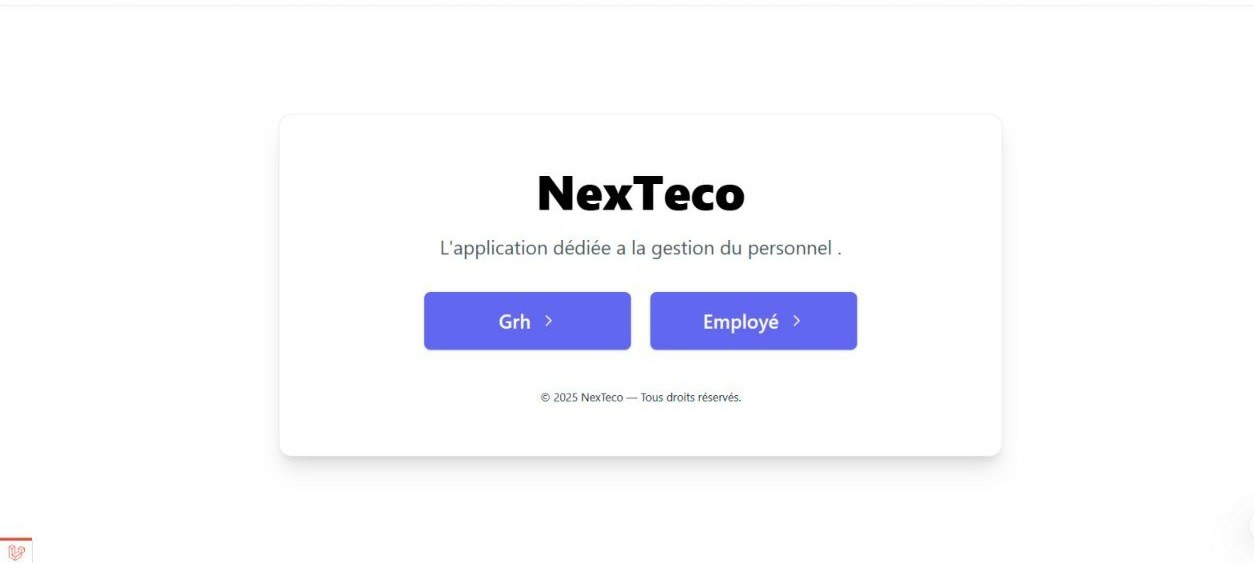 NexTeco
L'application dédiée a la gestion du personnel .
Grh
Employé
© 2025 NexTeco — Tous droits réservés.